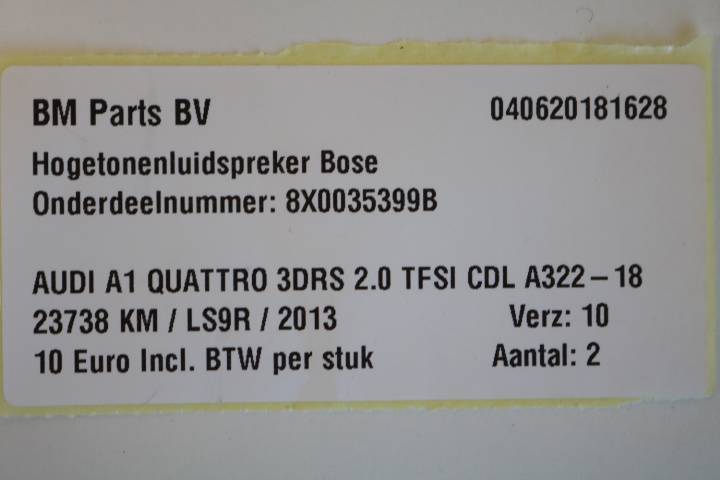 BM Parts BV 040620181628
Hogetonenluidspreker Bose
Onderdeelnummer: 8X0035399B
AUDI A1 QUATTRO 3DRS 2.0 TFSI CDL A322-18
23738 KM / LS9R / 2013 Verz: 10
10 Euro Incl. BTW per stuk Aantal: 2